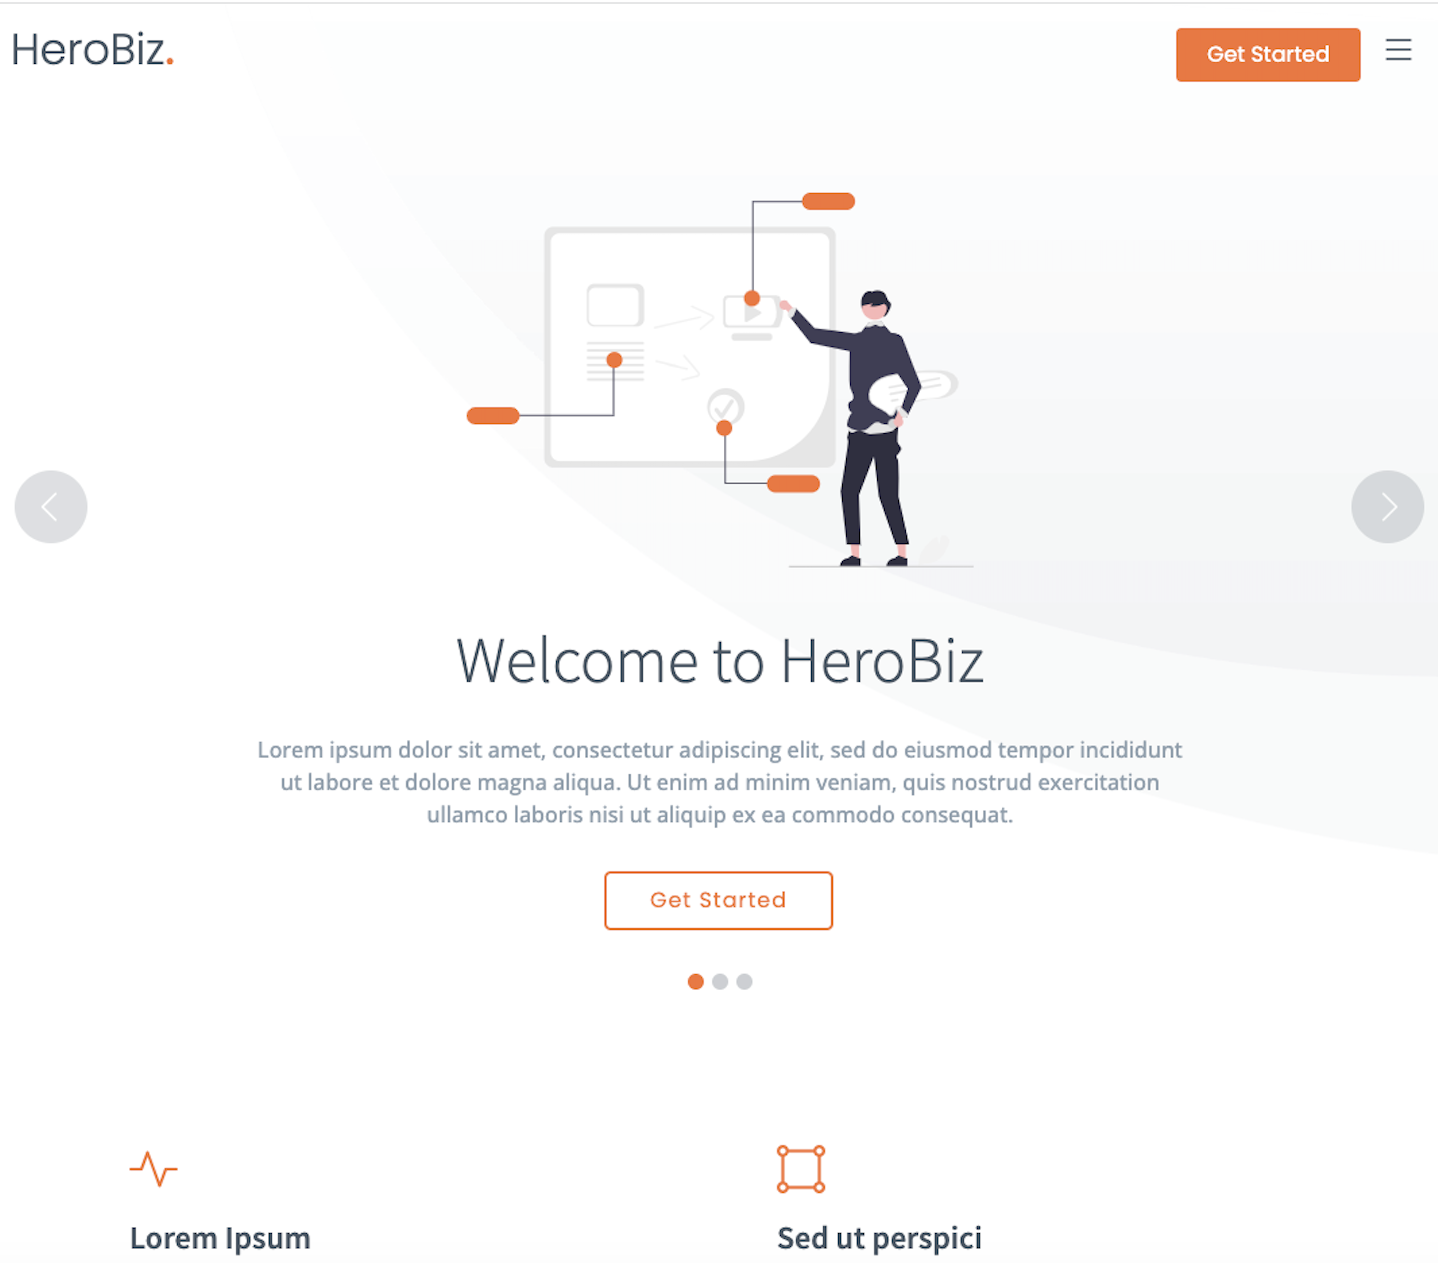 HeroBiz.
Get Started
Welcome to HeroBiz
Lorem ipsum dolor sit amet, consectetur adipiscing elit, sed do eiusmod tempor incididunt
ut labore et dolore magna aliqua. Ut enim ad minim veniam, quis nostrud exercitation
ullamco laboris nisi ut aliquip ex ea commodo consequat.
Get Started
Lorem Ipsum
Sed ut perspici